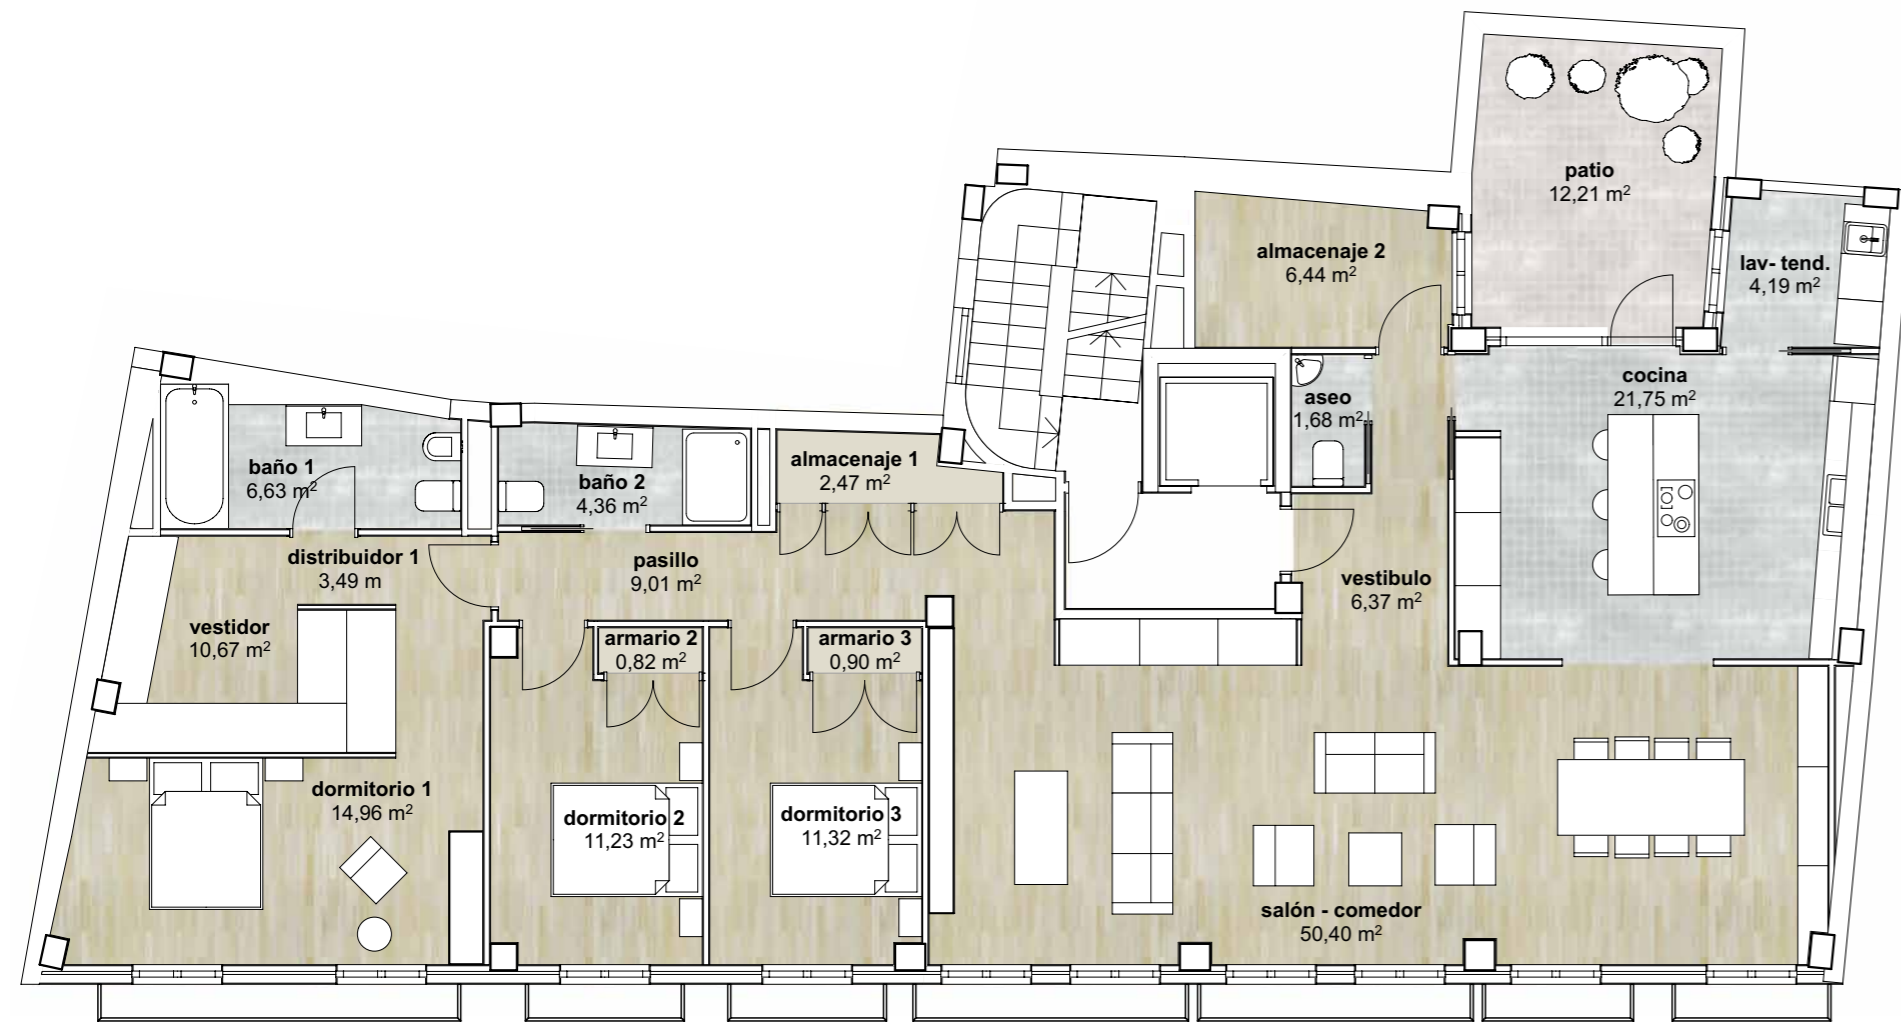 patio
12,21 m²
almacenaje 2
6,44 m²
lav- tend.
4,19 m²
cocina
21,75 m²
aseo
1,68 m²
almacenaje 1
2,47 m²
baño 1
6,63 m²
baño 2
4,36 m²
distribuidor 1
3,49 m
pasillo
9,01 m²
vestibulo
6,37 m²
vestidor
10,67 m²
armario 2
0,82 m²
armario 3
0,90 m²
dormitorio 1
14,96 m²
dormitorio 2
11,23 m²
dormitorio 3
11,32 m²
salón - comedor
50,40 m²